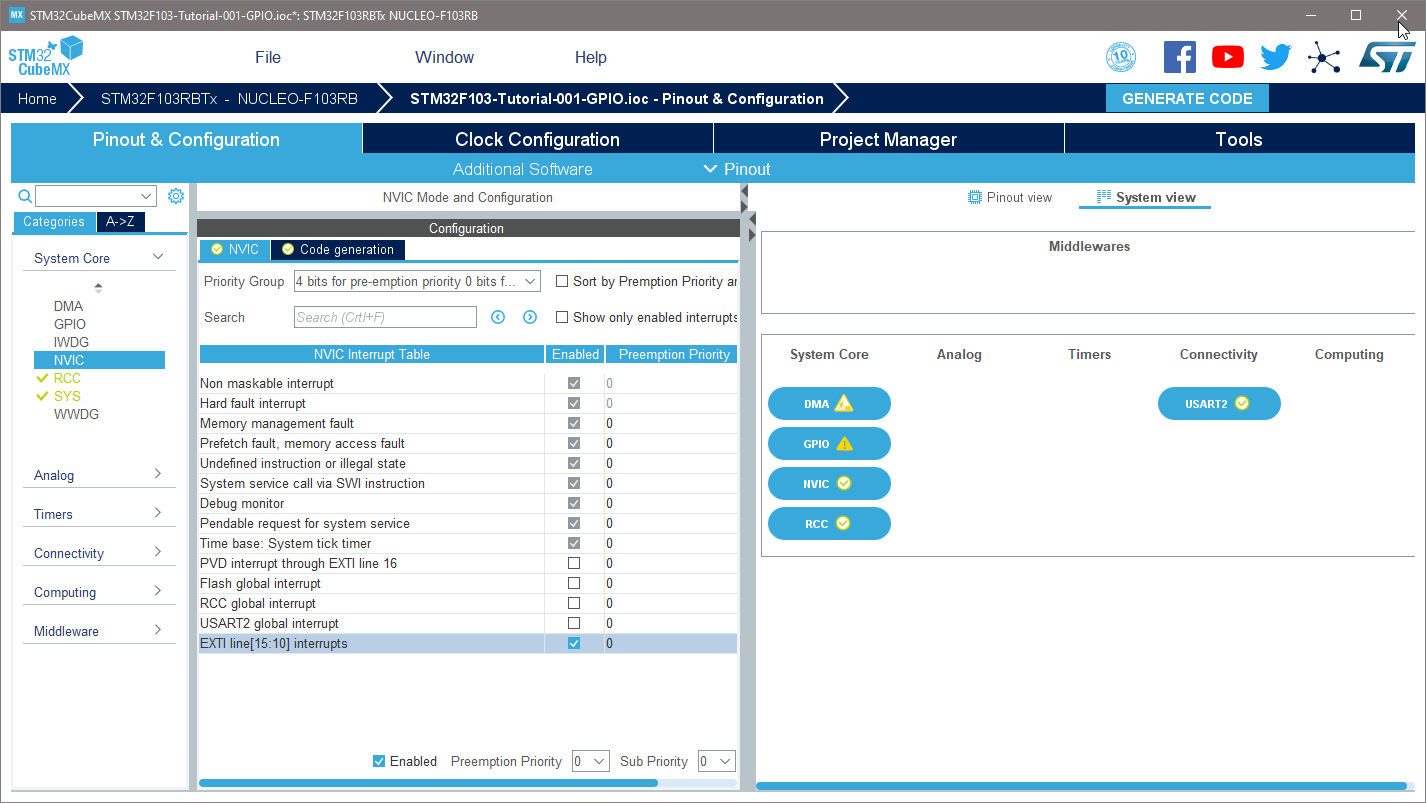 MX STM32CubeMX STM32F103-Tutorial-001-GPIO.ioc*: STM32F103RBTx NUCLEO-F103RB
STM32
CubeMX
File Window Help
10
ST
Home STM32F103RBTx - NUCLEO-F103RB STM32F103-Tutorial-001-GPIO.ioc - Pinout & Configuration GENERATE CODE
Pinout & Configuration Clock Configuration Project Manager Tools
Additional Software Pinout
Categories A->Z
System Core
DMA
GPIO
IWDG
NVIC
RCC
SYS
WWDG
Analog
Timers
Connectivity
Computing
Middleware
NVIC Mode and Configuration
Configuration
NVIC Code generation
Priority Group 4 bits for pre-emption priority 0 bits f... Sort by Premption Priority ar
Search Search (Crtl+F) Show only enabled interrupts
NVIC Interrupt Table Enabled Preemption Priority
Non maskable interrupt 0
Hard fault interrupt 0
Memory management fault 0
Prefetch fault, memory access fault 0
Undefined instruction or illegal state 0
System service call via SWI instruction 0
Debug monitor 0
Pendable request for system service 0
Time base: System tick timer 0
PVD interrupt through EXTI line 16 0
Flash global interrupt 0
RCC global interrupt 0
USART2 global interrupt 0
EXTI line[15:10] interrupts 0
Enabled Preemption Priority 0 Sub Priority 0
Pinout view System view
Middlewares
System Core Analog Timers Connectivity Computing
DMA USART2
GPIO
NVIC
RCC